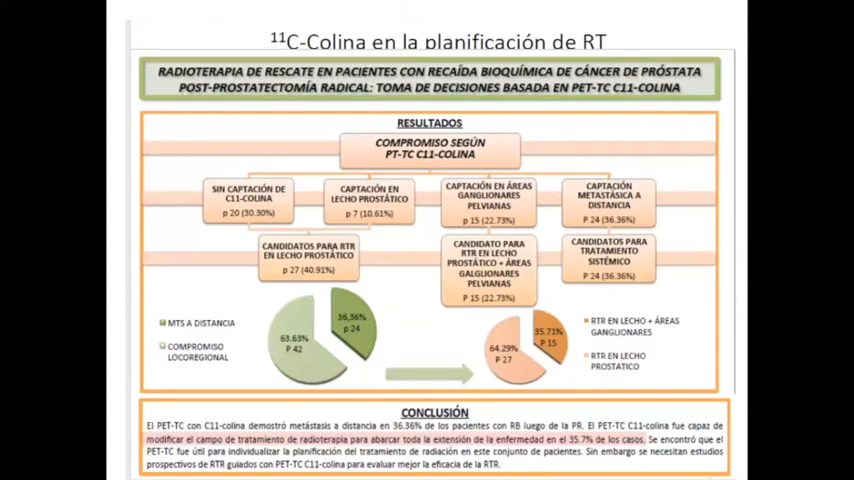 ¹¹C-Colina en la planificación de RT
RADIOTERAPIA DE RESCATE EN PACIENTES CON RECAÍDA BIOQUÍMICA DE CÁNCER DE PRÓSTATA
POST-PROSTATECTOMÍA RADICAL: TOMA DE DECISIONES BASADA EN PET-TC C11-COLINA
RESULTADOS
COMPROMISO SEGÚN
PT-TC C11-COLINA
SIN CAPTACIÓN DE
C11-COLINA
p 20 (30.30%)
CAPTACIÓN EN
LECHO PROSTÁTICO
p 7 (10.61%)
CAPTACIÓN EN ÁREAS
GANGLIONARES
PELVIANAS
p 15 (22.73%)
CAPTACIÓN
METASTÁSICA A
DISTANCIA
P 24 (36.36%)
CANDIDATOS PARA RTR
EN LECHO PROSTÁTICO
p 27 (40.91%)
CANDIDATO PARA
RTR EN LECHO
PROSTÁTICO + ÁREAS
GALGLIONARES
PELVIANAS
P 15 (22.73%)
CANDIDATOS PARA
TRATAMIENTO
SISTÉMICO
P 24 (36.36%)
MTS A DISTANCIA
COMPROMISO
LOCOREGIONAL
36,36%
p 24
63.63%
P 42
35.71%
P 15
64.29%
P 27
RTR EN LECHO + ÁREAS
GANGLIONARES
RTR EN LECHO
PROSTATICO
CONCLUSIÓN
El PET-TC con C11-colina demostró metástasis a distancia en 36.36% de los pacientes con RB luego de la PR. El PET-TC C11-colina fue capaz de
modificar el campo de tratamiento de radioterapia para abarcar toda la extensión de la enfermedad en el 35.7% de los casos. Se encontró que el
PET-TC fue útil para individualizar la planificación del tratamiento de radiación en este conjunto de pacientes. Sin embargo se necesitan estudios
prospectivos de RTR guiados con PET-TC C11-colina para evaluar mejor la eficacia de la RTR.